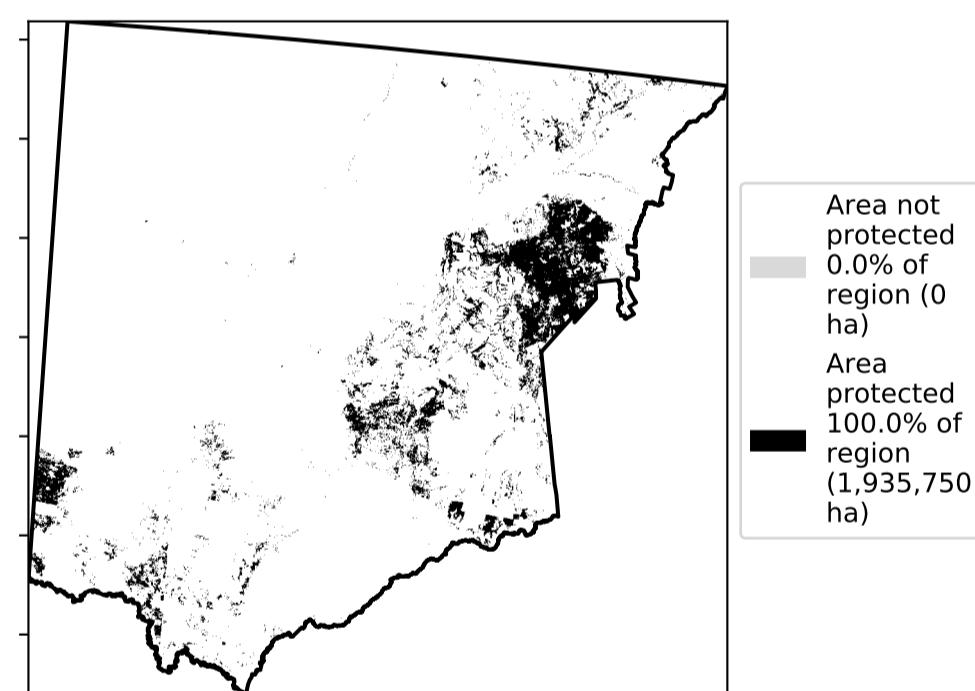 Area not
protected
0.0% of
region (0
ha)
Area
protected
100.0% of
region
(1,935,750
ha)